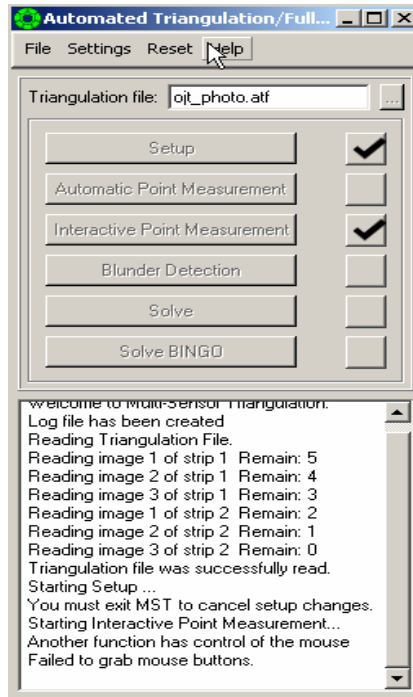 Automated Triangulation/Full...
File Settings Reset Help
Triangulation file: ojt_photo.atf ...
Setup
Automatic Point Measurement
Interactive Point Measurement
Blunder Detection
Solve
Solve BINGO
Welcome to Multi-Sensor Triangulation.
Log file has been created
Reading Triangulation File.
Reading image 1 of strip 1 Remain: 5
Reading image 2 of strip 1 Remain: 4
Reading image 3 of strip 1 Remain: 3
Reading image 1 of strip 2 Remain: 2
Reading image 2 of strip 2 Remain: 1
Reading image 3 of strip 2 Remain: 0
Triangulation file was successfully read.
Starting Setup ...
You must exit MST to cancel setup changes.
Starting Interactive Point Measurement...
Another function has control of the mouse
Failed to grab mouse buttons.